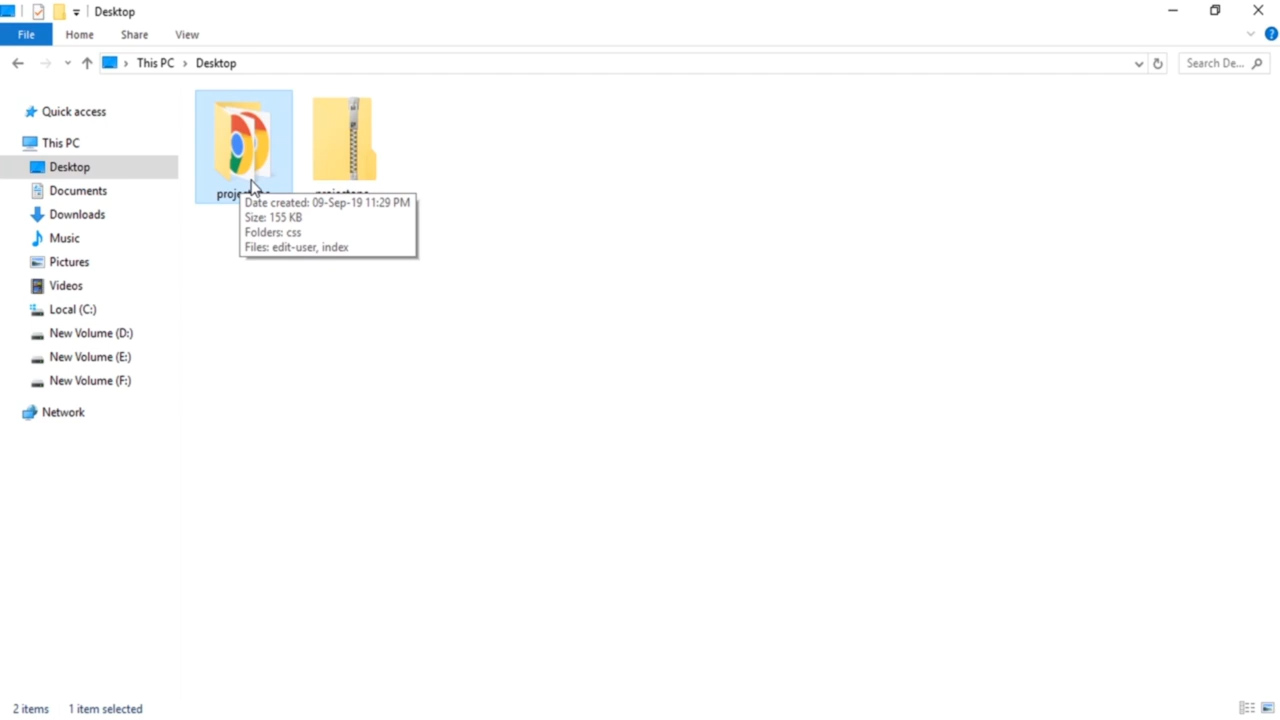 Desktop
File Home Share View
This PC Desktop
Search De...
Quick access
This PC
Desktop
Documents
Downloads
Music
Pictures
Videos
Local (C:)
New Volume (D:)
New Volume (E:)
New Volume (F:)
Network
Date created: 09-Sep-19 11:29 PM
Size: 155 KB
Folders: css
Files: edit-user, index
2 items 1 item selected